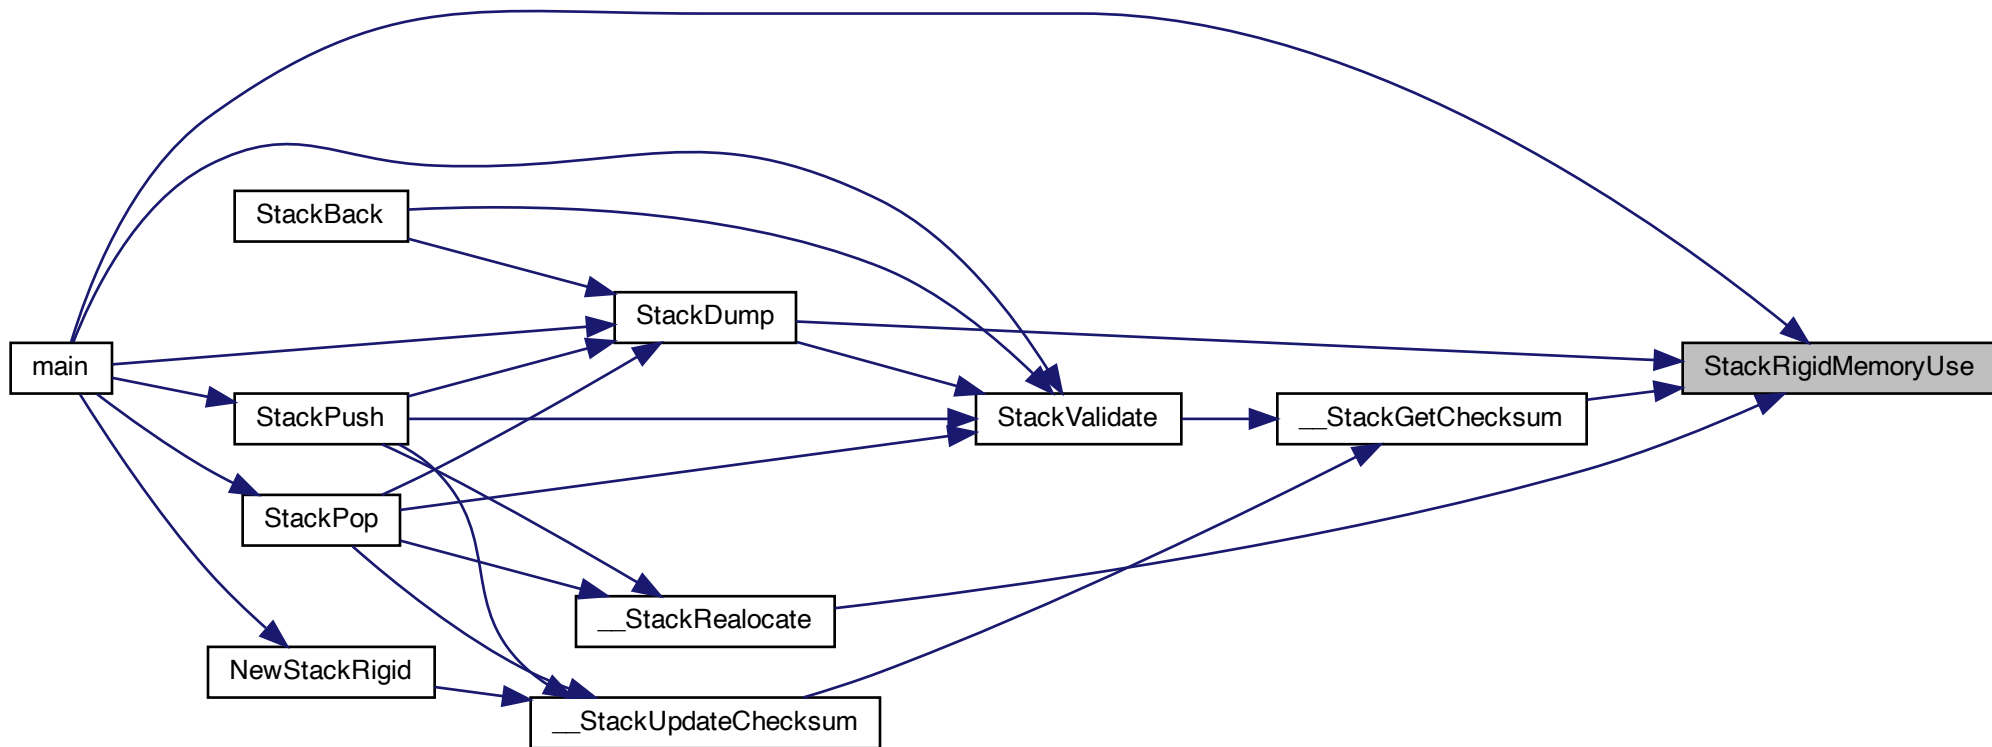 StackBack
StackDump
main
StackRigidMemoryUse
StackPush
StackValidate
__StackGetChecksum
StackPop
__StackRealocate
NewStackRigid
__StackUpdateChecksum